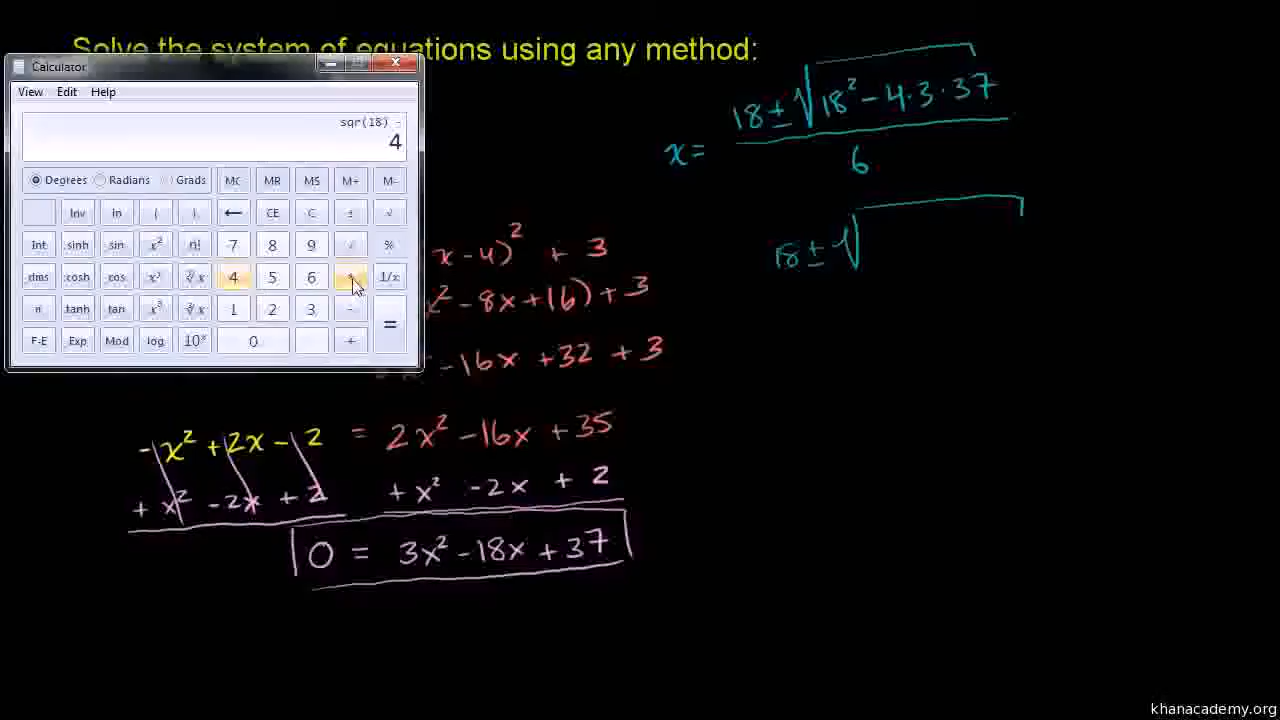 Solve the system of equations using any method:
Calculator
View Edit Help
sqr(18) -
4
Degrees Radians Grads MC MR MS M+ M-
Inv ln ( ) ← CE C ± √
Int sinh sin x² n! 7 8 9 / %
dms cosh cos 4 5 6 * 1/x
π tanh tan x³ 1 2 3 - =
F-E Exp Mod log 10ˣ 0 +
x = 18 ± √18² - 4·3·37
6
18 ± √
x - 4)² + 3
x² - 8x + 16) + 3
- 16x + 32 + 3
-x² + 2x - 2 = 2x² - 16x + 35
+ x² - 2x + 2 + x² - 2x + 2
0 = 3x² - 18x + 37
khanacademy.org